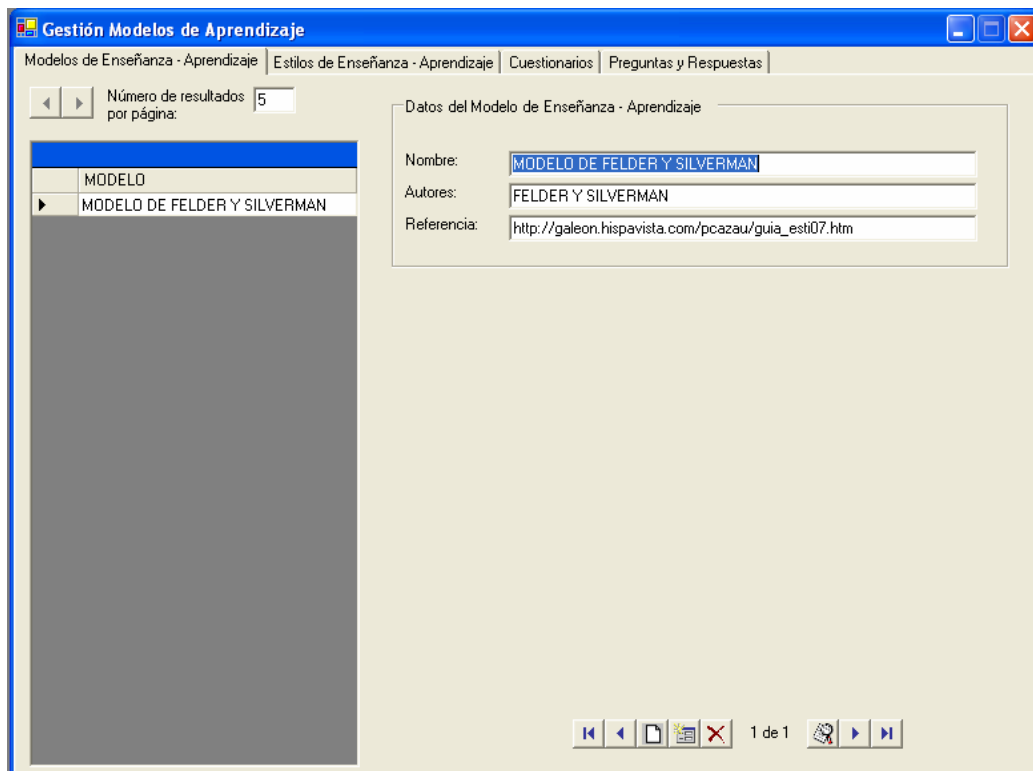 Gestión Modelos de Aprendizaje
Modelos de Enseñanza - Aprendizaje
Estilos de Enseñanza - Aprendizaje
Cuestionarios
Preguntas y Respuestas
Número de resultados
por página:
5
MODELO
MODELO DE FELDER Y SILVERMAN
Datos del Modelo de Enseñanza - Aprendizaje
Nombre: MODELO DE FELDER Y SILVERMAN
Autores: FELDER Y SILVERMAN
Referencia: http://galeon.hispavista.com/pcazau/guia_esti07.htm
1 de 1